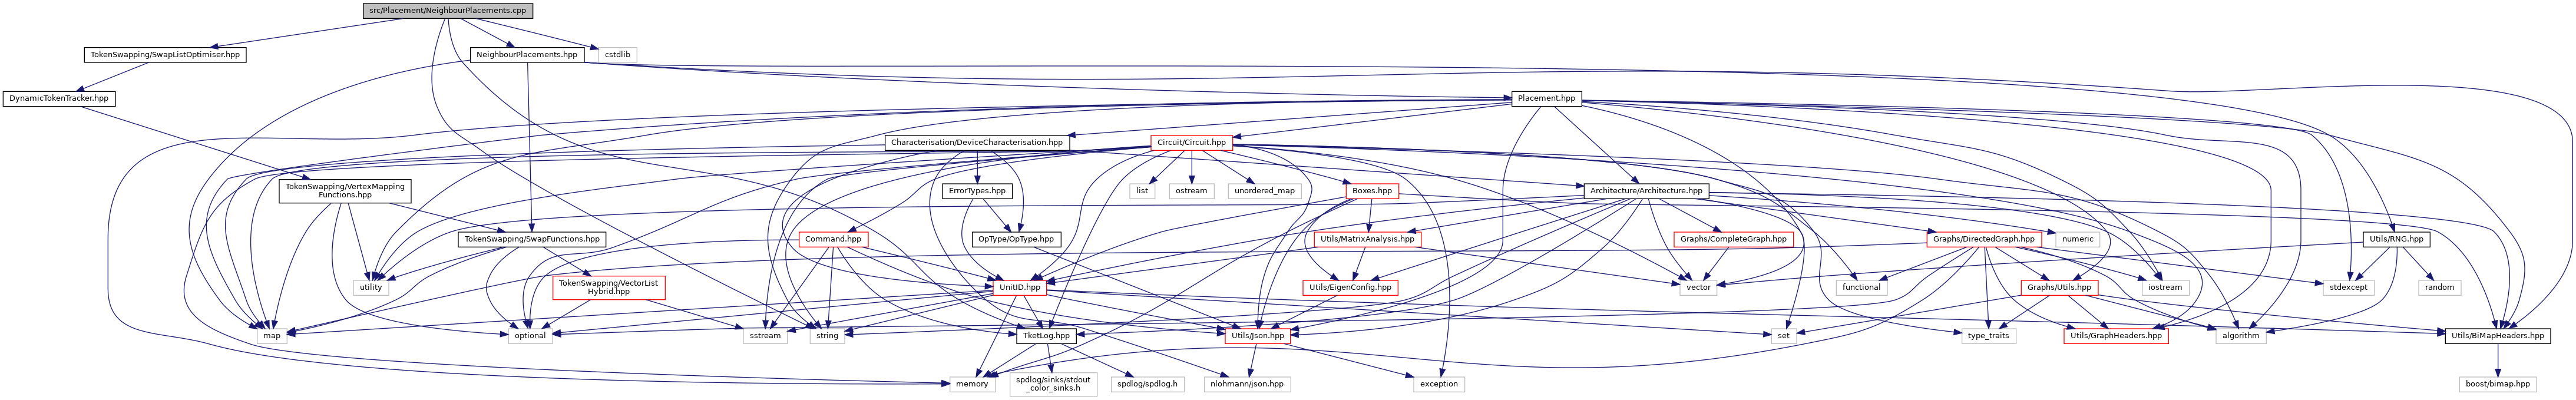 src/Placement/NeighbourPlacements.cpp
TokenSwapping/SwapListOptimiser.hpp
NeighbourPlacements.hpp
cstdlib
DynamicTokenTracker.hpp
Placement.hpp
Characterisation/DeviceCharacterisation.hpp
Circuit/Circuit.hpp
TokenSwapping/VertexMapping
Functions.hpp
ErrorTypes.hpp
list
ostream
unordered_map
Boxes.hpp
Architecture/Architecture.hpp
TokenSwapping/SwapFunctions.hpp
Command.hpp
OpType/OpType.hpp
Utils/MatrixAnalysis.hpp
Graphs/CompleteGraph.hpp
Graphs/DirectedGraph.hpp
numeric
Utils/RNG.hpp
utility
TokenSwapping/VectorList
Hybrid.hpp
UnitID.hpp
Utils/EigenConfig.hpp
vector
functional
Graphs/Utils.hpp
iostream
stdexcept
random
map
optional
sstream
string
TketLog.hpp
Utils/Json.hpp
set
type_traits
Utils/GraphHeaders.hpp
algorithm
Utils/BiMapHeaders.hpp
memory
spdlog/sinks/stdout
_color_sinks.h
spdlog/spdlog.h
nlohmann/json.hpp
exception
boost/bimap.hpp